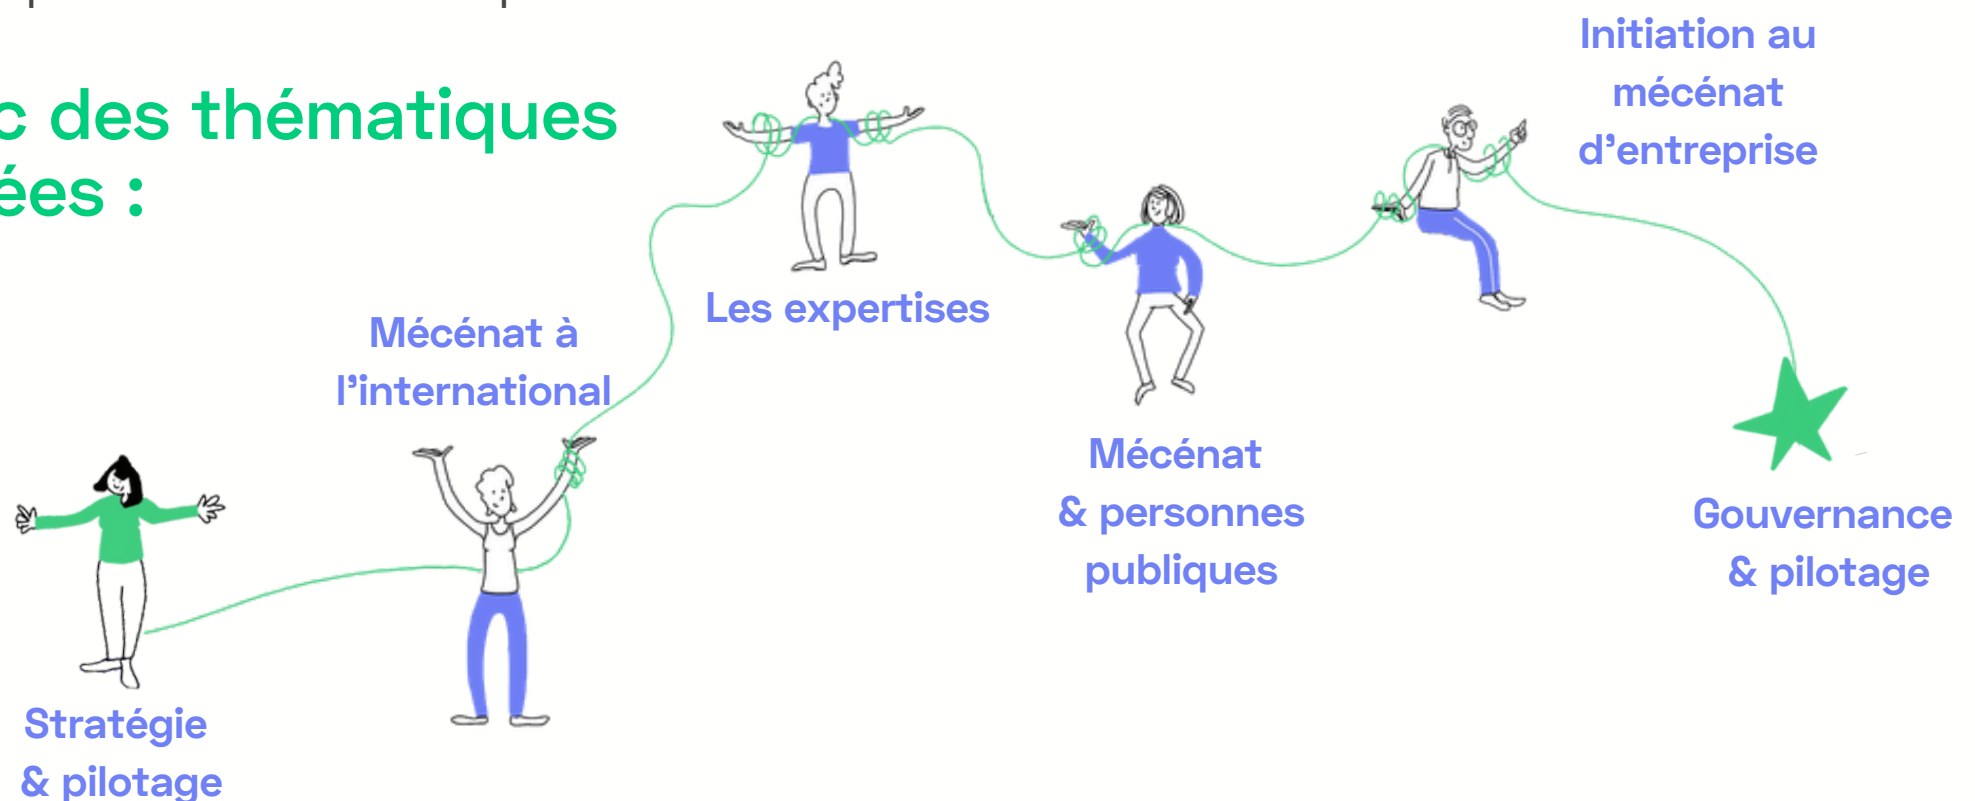 c des thématiques
ées :
Stratégie
& pilotage
Mécénat à
l'international
Les expertises
Mécénat
& personnes
publiques
Initiation au
mécénat
d'entreprise
Gouvernance
& pilotage